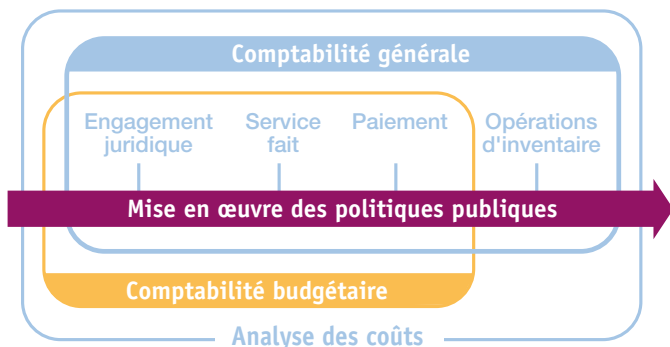 Comptabilité générale
Engagement
juridique
Service
fait
Paiement
Opérations
d'inventaire
Mise en œuvre des politiques publiques
Comptabilité budgétaire
Analyse des coûts